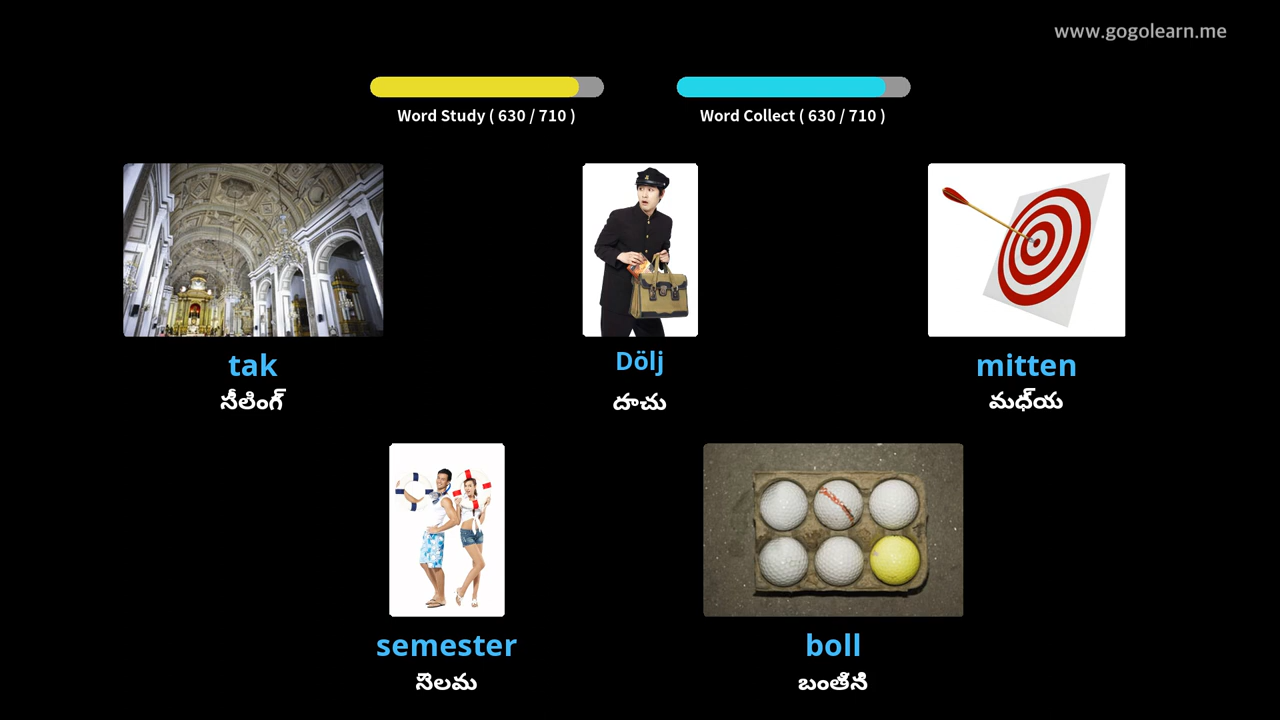 www.gogolearn.me
Word Study ( 630 / 710 )
Word Collect ( 630 / 710 )
tak
సీలింగ్
Dölj
దాచు
mitten
మధ్య
semester
సెలవు
boll
బంతిని